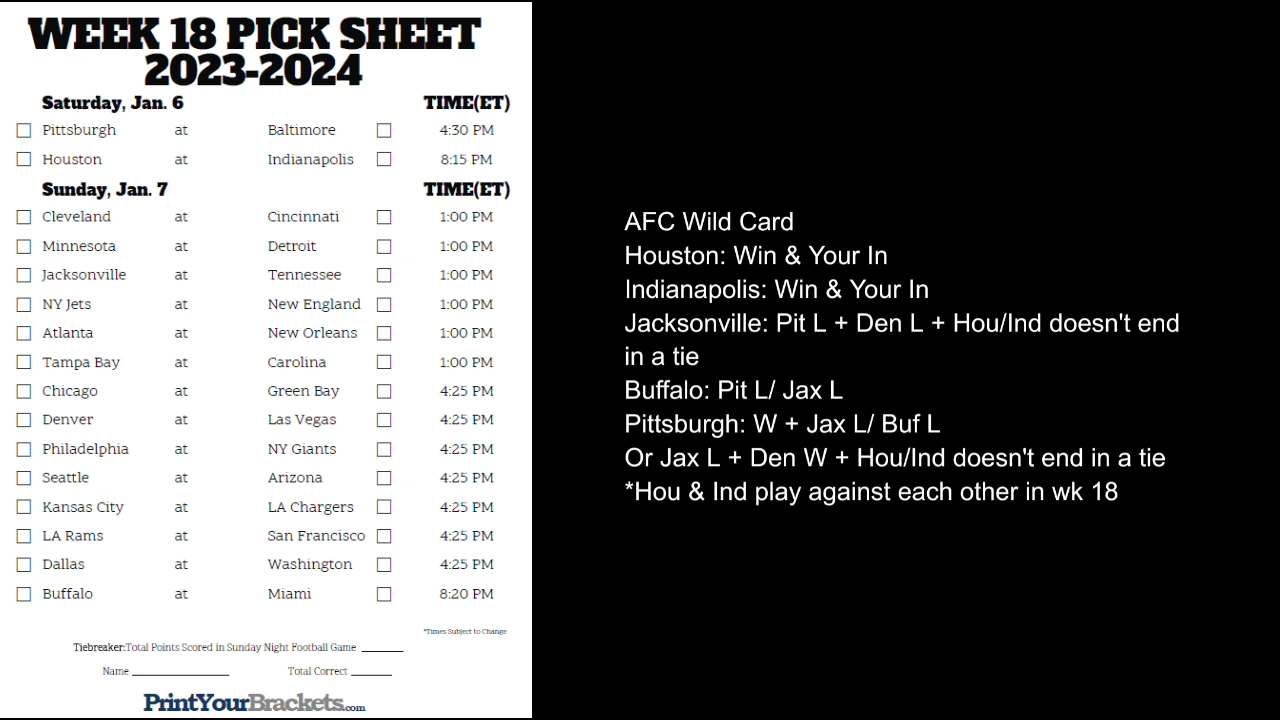 WEEK 18 PICK SHEET
2023-2024
Saturday, Jan. 6 TIME(ET)
Pittsburgh at Baltimore 4:30 PM
Houston at Indianapolis 8:15 PM
Sunday, Jan. 7 TIME(ET)
Cleveland at Cincinnati 1:00 PM
Minnesota at Detroit 1:00 PM
Jacksonville at Tennessee 1:00 PM
NY Jets at New England 1:00 PM
Atlanta at New Orleans 1:00 PM
Tampa Bay at Carolina 1:00 PM
Chicago at Green Bay 4:25 PM
Denver at Las Vegas 4:25 PM
Philadelphia at NY Giants 4:25 PM
Seattle at Arizona 4:25 PM
Kansas City at LA Chargers 4:25 PM
LA Rams at San Francisco 4:25 PM
Dallas at Washington 4:25 PM
Buffalo at Miami 8:20 PM
*Times Subject to Change
Tiebreaker:Total Points Scored in Sunday Night Football Game
Name Total Correct
PrintYourBrackets.com
AFC Wild Card
Houston: Win & Your In
Indianapolis: Win & Your In
Jacksonville: Pit L + Den L + Hou/Ind doesn't end
in a tie
Buffalo: Pit L/ Jax L
Pittsburgh: W + Jax L/ Buf L
Or Jax L + Den W + Hou/Ind doesn't end in a tie
*Hou & Ind play against each other in wk 18